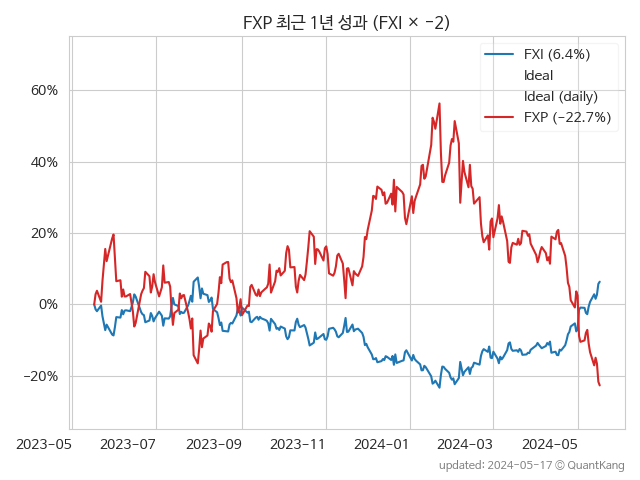 FXP 최근 1년 성과 (FXI × −2)
FXI (6.4%)
Ideal
Ideal (daily)
FXP (−22.7%)
60%
40%
20%
0%
−20%
2023−05 2023−07 2023−09 2023−11 2024−01 2024−03 2024−05
updated: 2024−05−17 © QuantKang